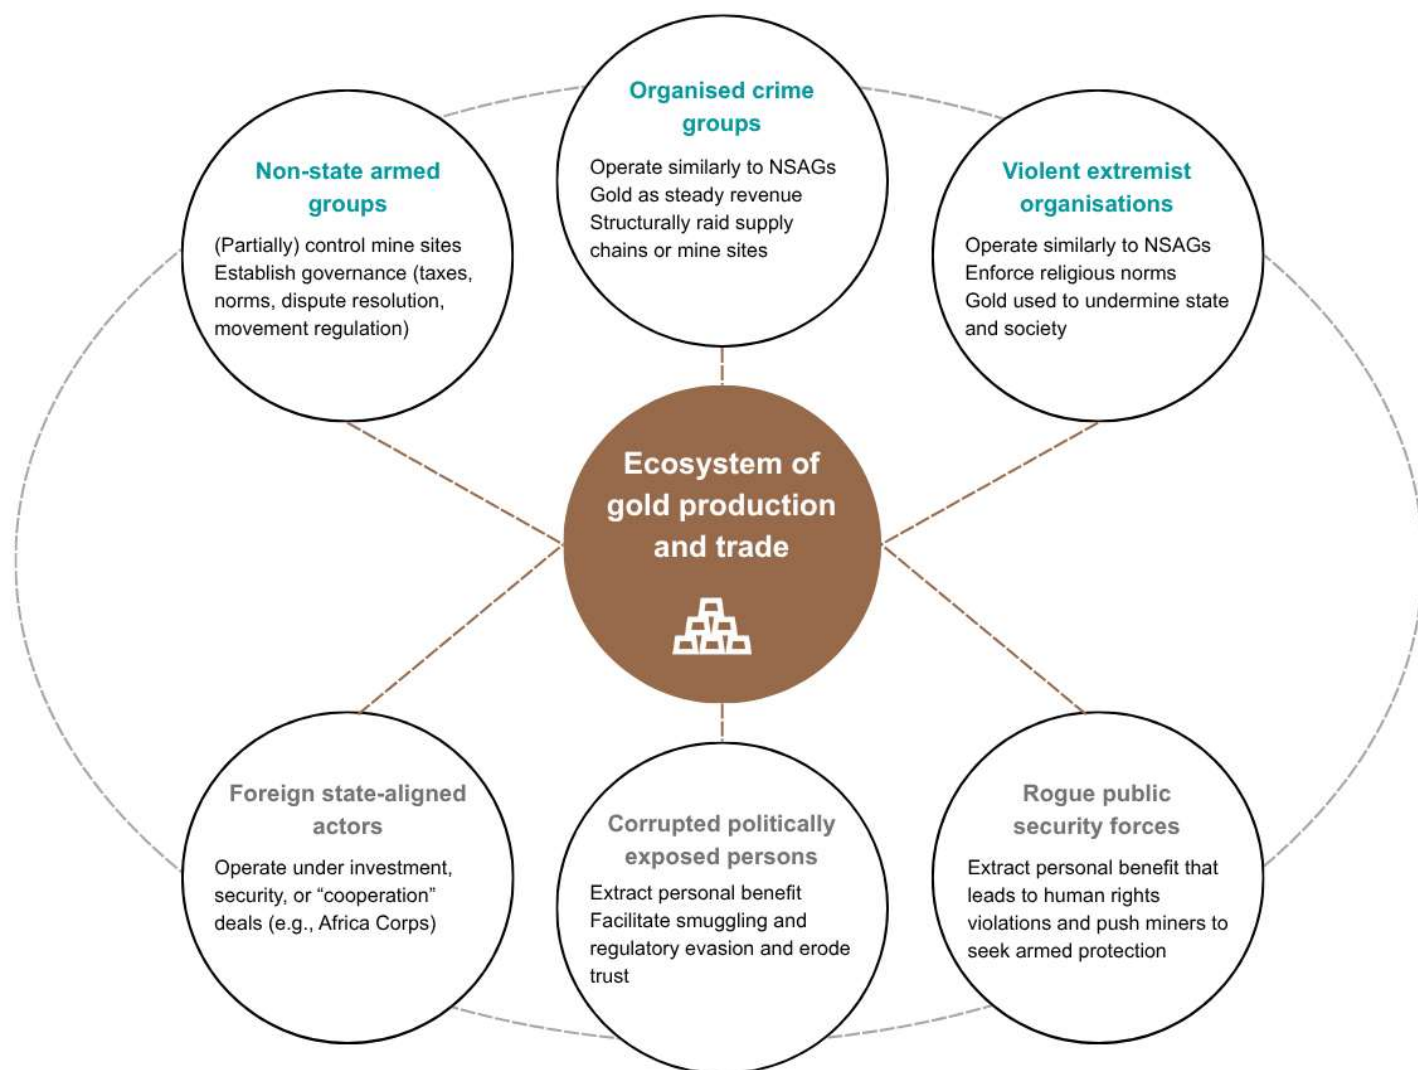 Organised crime
groups
Operate similarly to NSAGs
Gold as steady revenue
Structurally raid supply
chains or mine sites
Non-state armed
groups
(Partially) control mine sites
Establish governance (taxes,
norms, dispute resolution,
movement regulation)
Violent extremist
organisations
Operate similarly to NSAGs
Enforce religious norms
Gold used to undermine state
and society
Ecosystem of
gold production
and trade
Foreign state-aligned
actors
Operate under investment,
security, or “cooperation”
deals (e.g., Africa Corps)
Corrupted politically
exposed persons
Extract personal benefit
Facilitate smuggling and
regulatory evasion and erode
trust
Rogue public
security forces
Extract personal benefit that
leads to human rights
violations and push miners to
seek armed protection